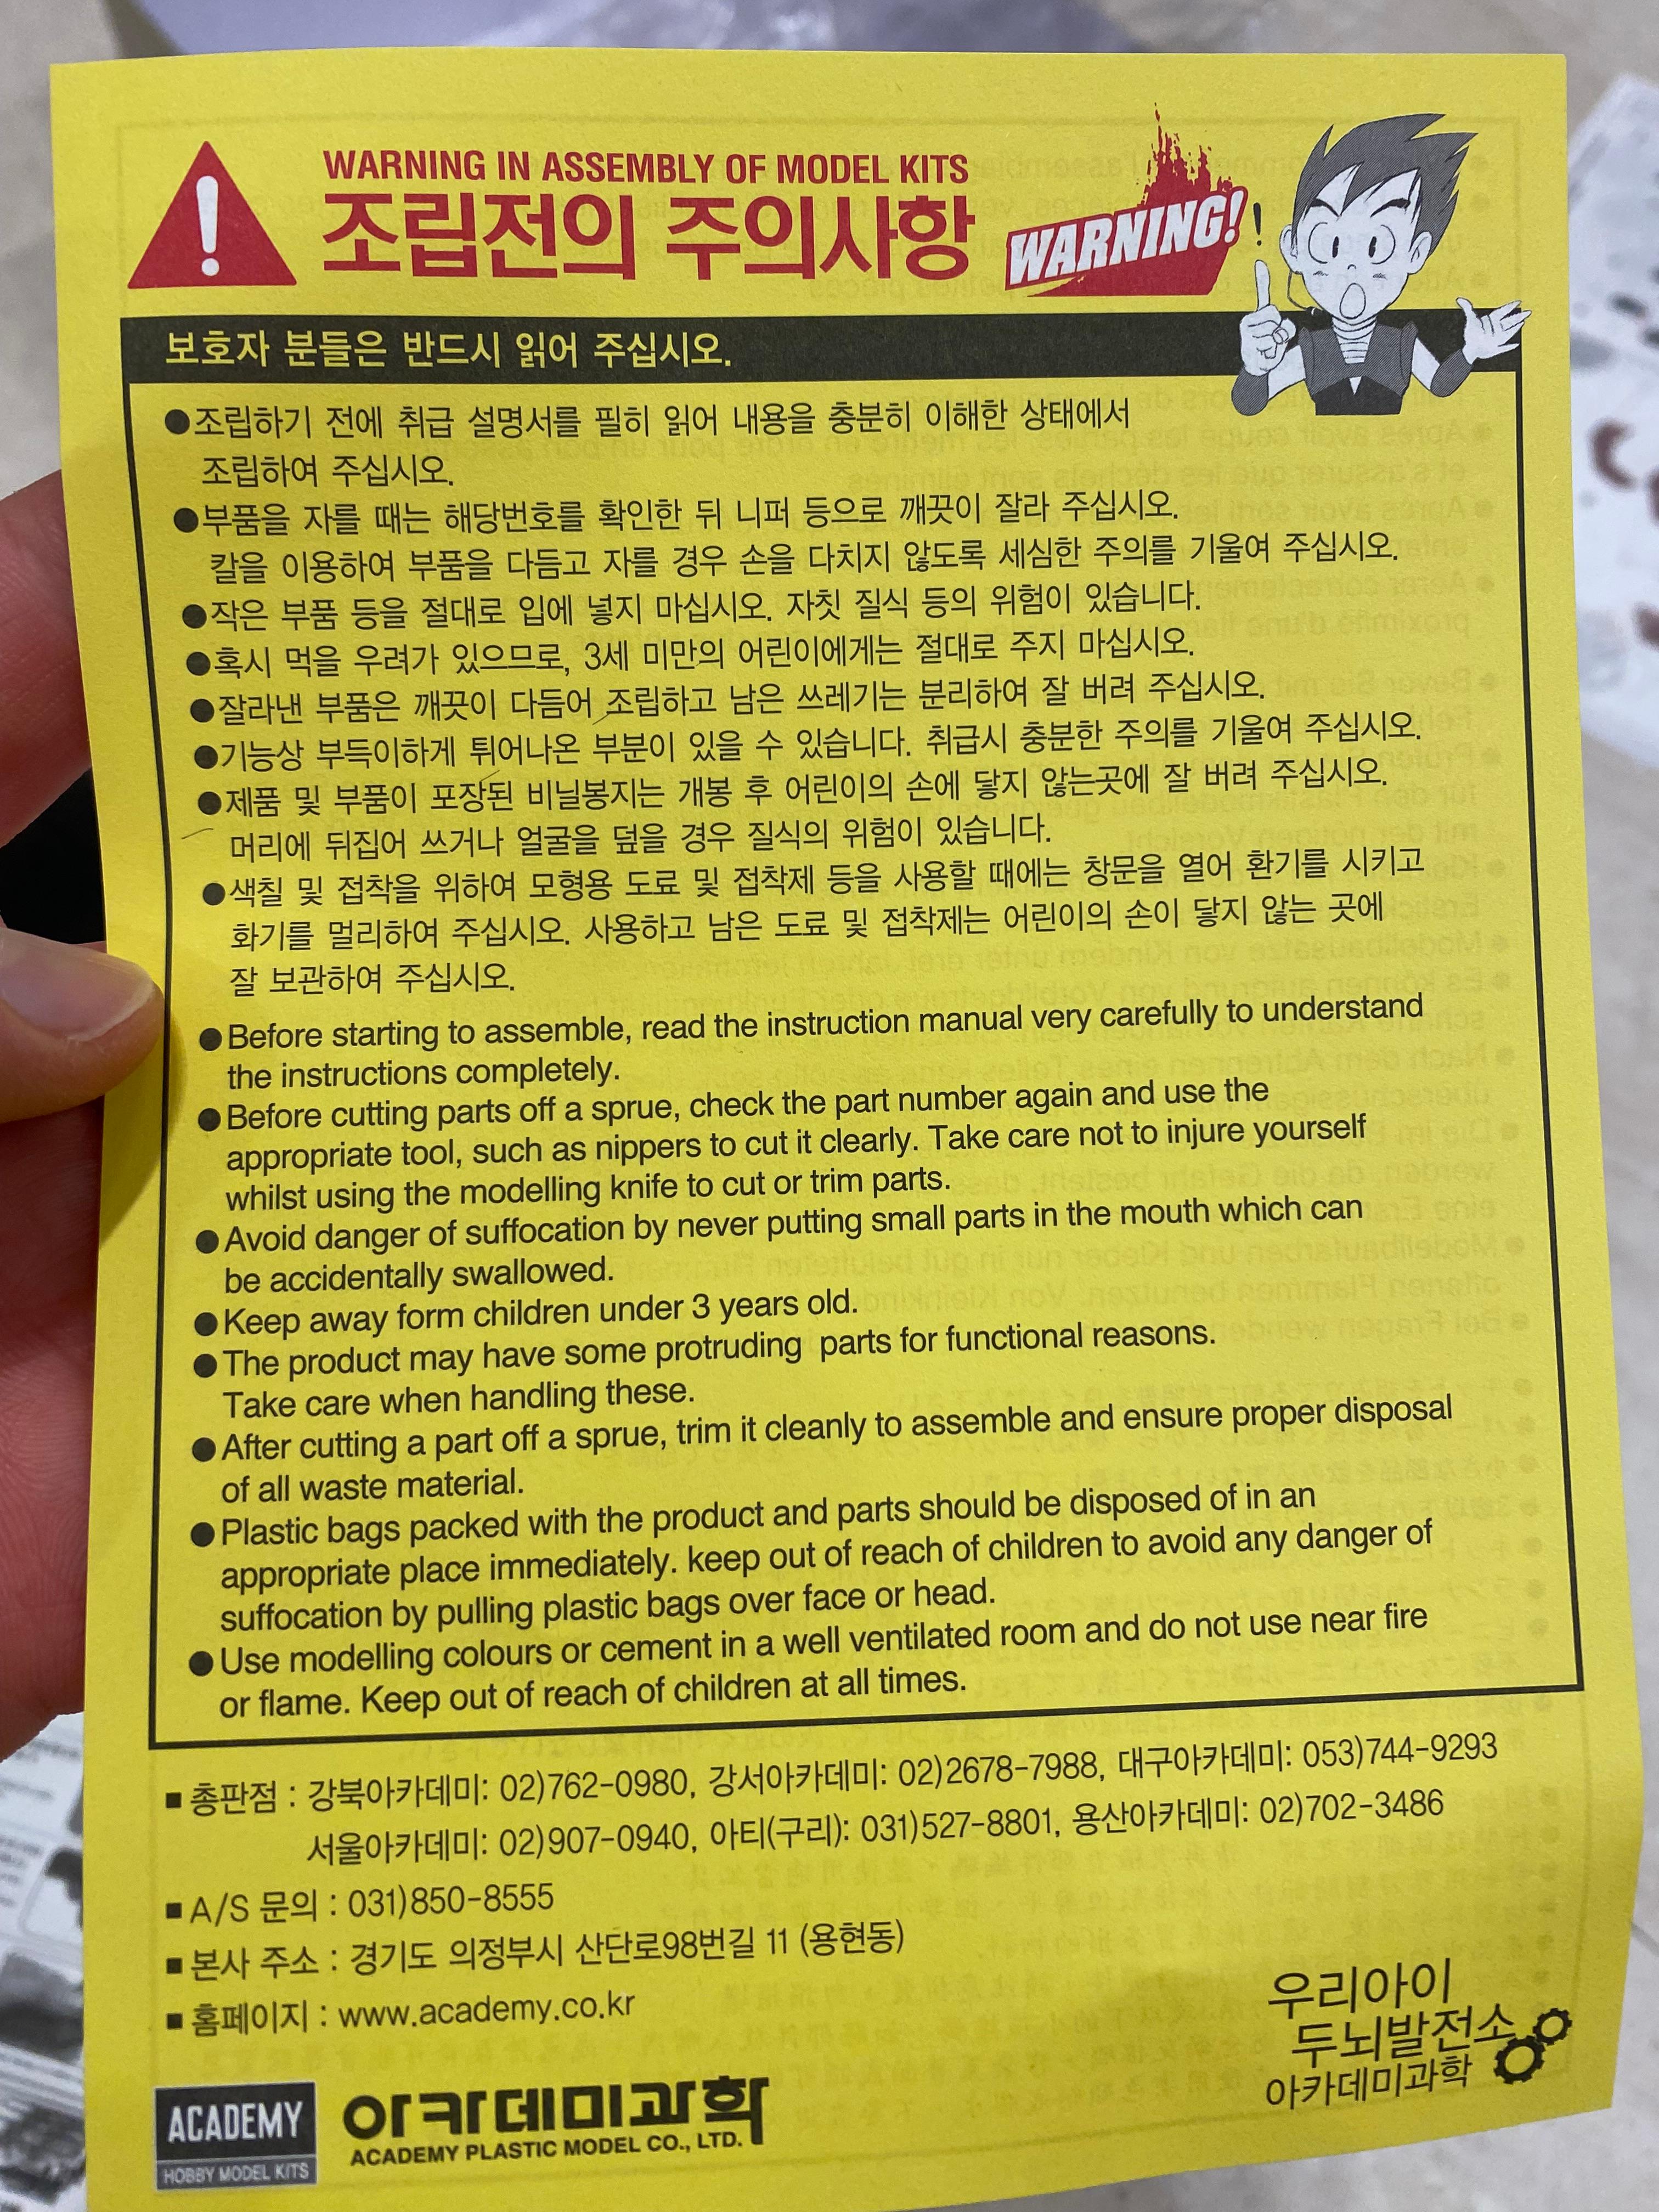 WARNING IN ASSEMBLY OF MODEL KITS
조립전의 주의사항
WARNING!
!
보호자 분들은 반드시 읽어 주십시오.
●조립하기 전에 취급 설명서를 필히 읽어 내용을 충분히 이해한 상태에서
조립하여 주십시오.
●부품을 자를 때는 해당번호를 확인한 뒤 니퍼 등으로 깨끗이 잘라 주십시오.
칼을 이용하여 부품을 다듬고 자를 경우 손을 다치지 않도록 세심한 주의를 기울여 주십시오.
●작은 부품 등을 절대로 입에 넣지 마십시오. 자칫 질식 등의 위험이 있습니다.
●혹시 먹을 우려가 있으므로, 3세 미만의 어린이에게는 절대로 주지 마십시오.
●잘라낸 부품은 깨끗이 다듬어 조립하고 남은 쓰레기는 분리하여 잘 버려 주십시오.
●기능상 부득이하게 튀어나온 부분이 있을 수 있습니다. 취급시 충분한 주의를 기울여 주십시오.
●제품 및 부품이 포장된 비닐봉지는 개봉 후 어린이의 손에 닿지 않는곳에 잘 버려 주십시오.
머리에 뒤집어 쓰거나 얼굴을 덮을 경우 질식의 위험이 있습니다.
●색칠 및 접착을 위하여 모형용 도료 및 접착제 등을 사용할 때에는 창문을 열어 환기를 시키고
화기를 멀리하여 주십시오. 사용하고 남은 도료 및 접착제는 어린이의 손이 닿지 않는 곳에
잘 보관하여 주십시오.
●Before starting to assemble, read the instruction manual very carefully to understand
the instructions completely.
●Before cutting parts off a sprue, check the part number again and use the
appropriate tool, such as nippers to cut it clearly. Take care not to injure yourself
whilst using the modelling knife to cut or trim parts.
●Avoid danger of suffocation by never putting small parts in the mouth which can
be accidentally swallowed.
●Keep away form children under 3 years old.
●The product may have some protruding parts for functional reasons.
Take care when handling these.
●After cutting a part off a sprue, trim it cleanly to assemble and ensure proper disposal
of all waste material.
●Plastic bags packed with the product and parts should be disposed of in an
appropriate place immediately. keep out of reach of children to avoid any danger of
suffocation by pulling plastic bags over face or head.
●Use modelling colours or cement in a well ventilated room and do not use near fire
or flame. Keep out of reach of children at all times.
■ 총판점 : 강북아카데미: 02)762-0980, 강서아카데미: 02)2678-7988, 대구아카데미: 053)744-9293
서울아카데미: 02)907-0940, 아티(구리): 031)527-8801, 용산아카데미: 02)702-3486
■ A/S 문의 : 031)850-8555
■ 본사 주소 : 경기도 의정부시 산단로98번길 11 (용현동)
■ 홈페이지 : www.academy.co.kr
우리아이
두뇌발전소
아카데미과학
ACADEMY
HOBBY MODEL KITS
아카데미과학
ACADEMY PLASTIC MODEL CO., LTD.